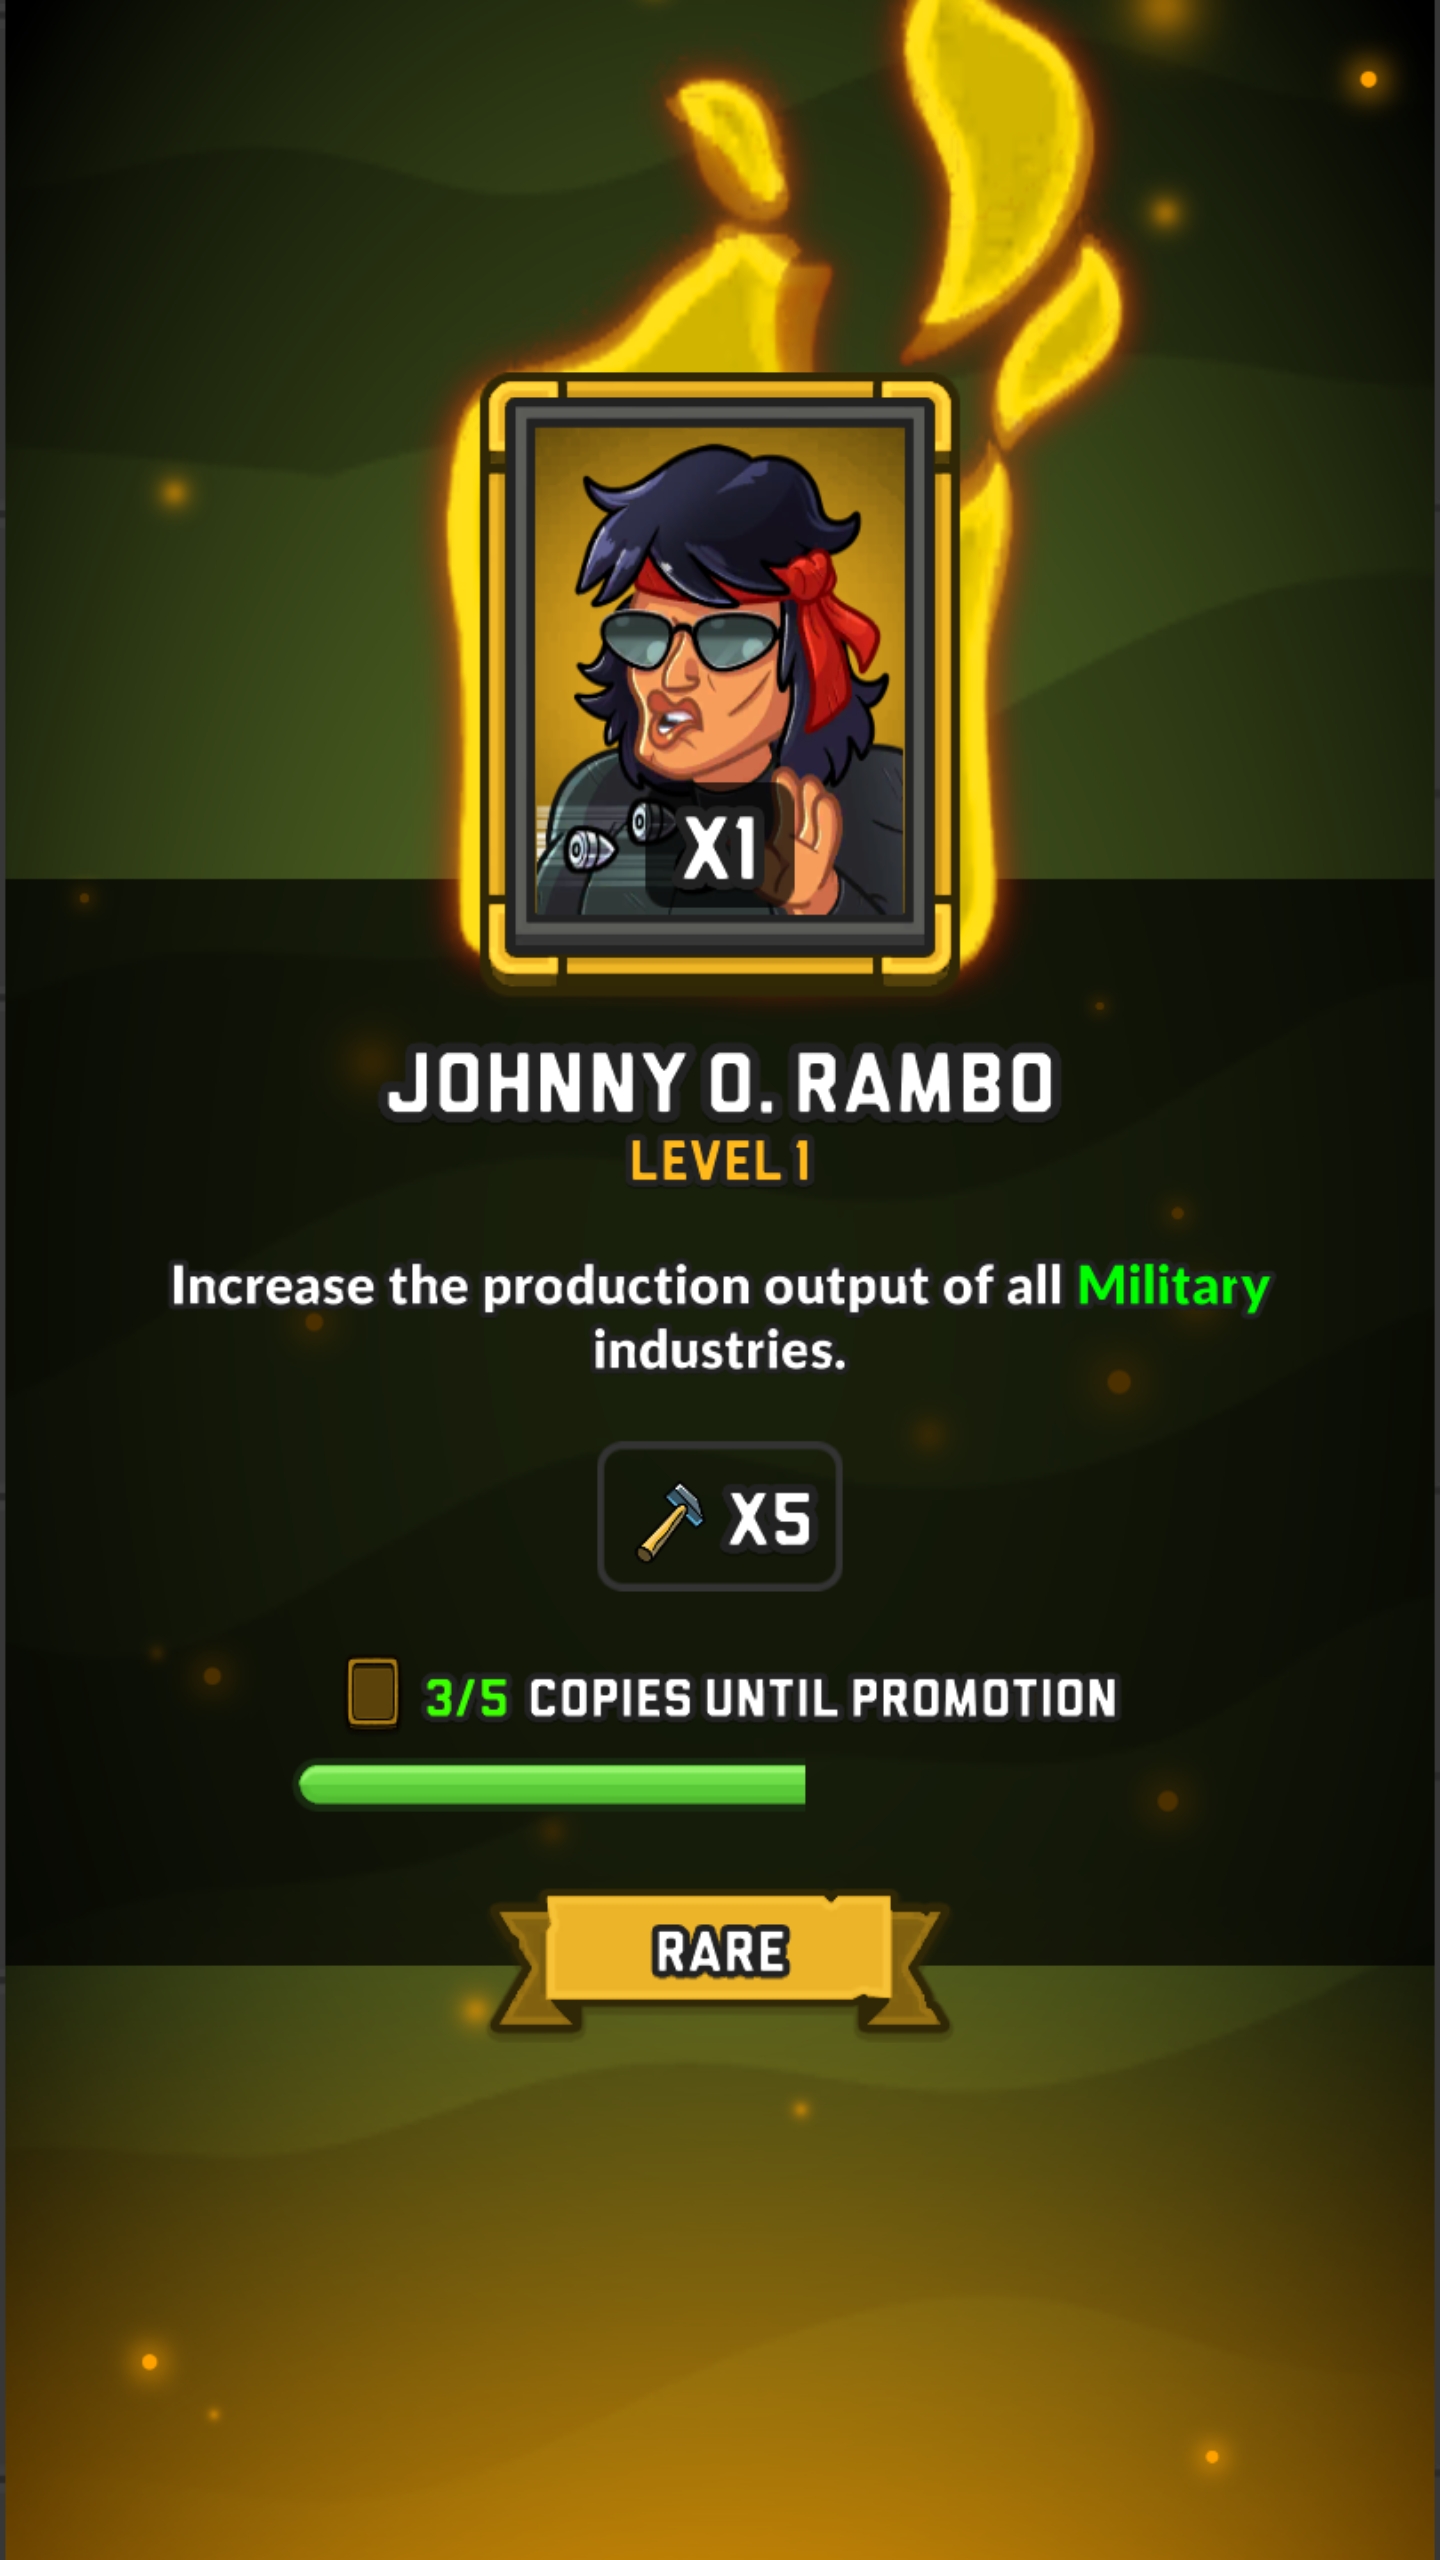 X1
JOHNNY O. RAMBO
LEVEL 1
Increase the production output of all Military
industries.
X5
3/5 COPIES UNTIL PROMOTION
RARE